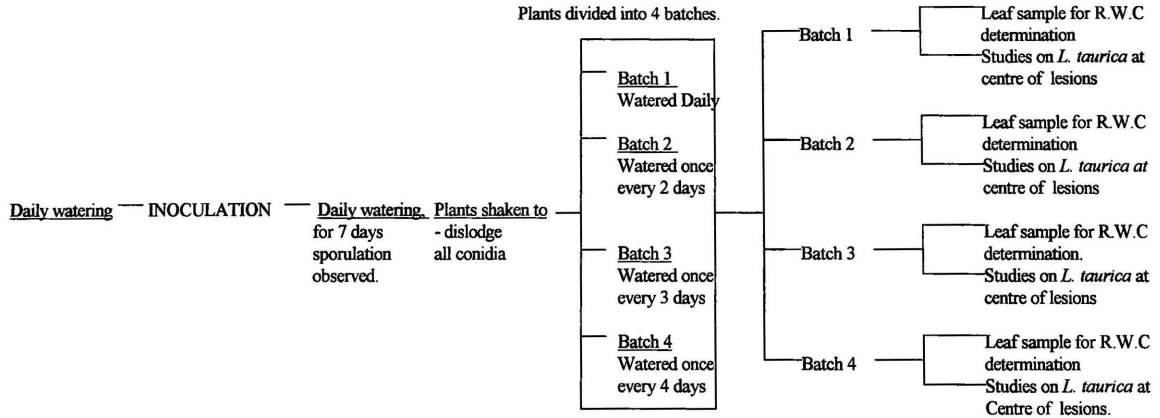 Plants divided into 4 batches.
Daily watering
INOCULATION
Daily watering,
for 7 days
sporulation
observed.
Plants shaken to
- dislodge
all conidia
Batch 1
Watered Daily
Batch 2
Watered once
every 2 days
Batch 3
Watered once
every 3 days
Batch 4
Watered once
every 4 days
Batch 1
Leaf sample for R.W.C
determination
Studies on L. taurica at
centre of lesions
Batch 2
Leaf sample for R.W.C
determination
Studies on L. taurica at
centre of lesions
Batch 3
Leaf sample for R.W.C
determination.
Studies on L. taurica at
centre of lesions
Batch 4
Leaf sample for R.W.C
determination
Studies on L. taurica at
Centre of Lesions.